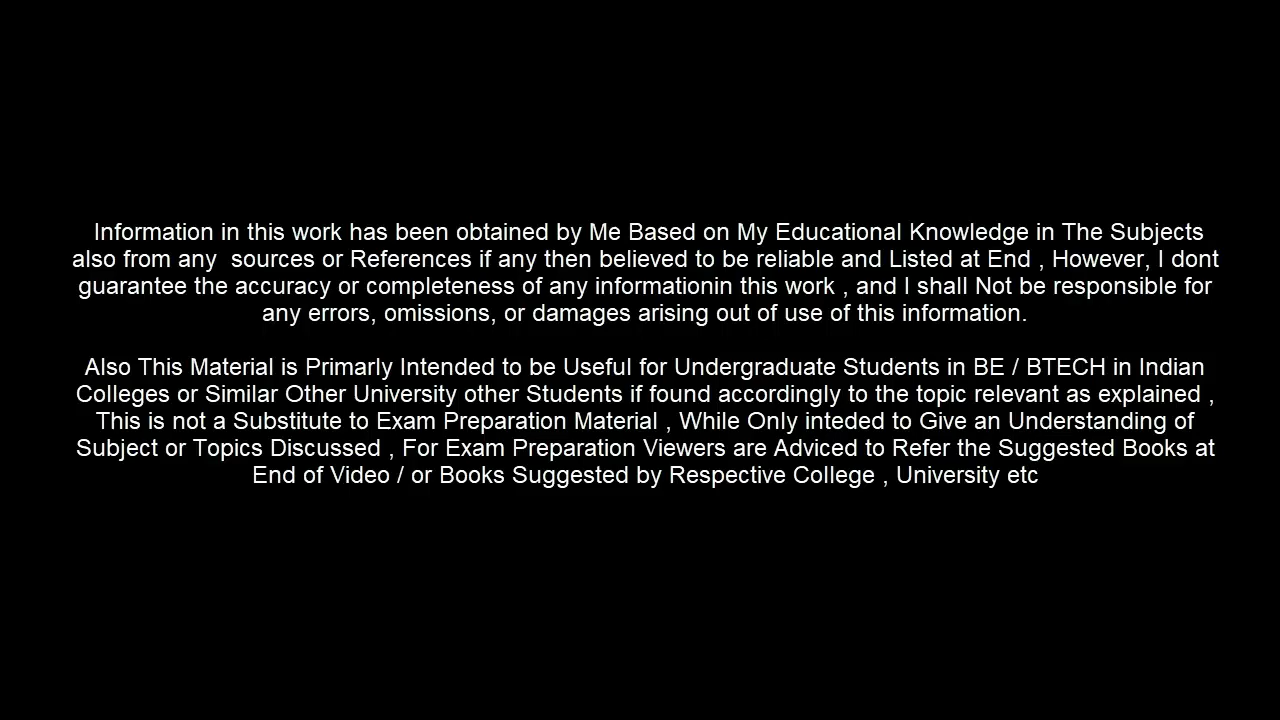 Information in this work has been obtained by Me Based on My Educational Knowledge in The Subjects
also from any  sources or References if any then believed to be reliable and Listed at End , However, I dont
guarantee the accuracy or completeness of any informationin this work , and I shall Not be responsible for
any errors, omissions, or damages arising out of use of this information.
Also This Material is Primarly Intended to be Useful for Undergraduate Students in BE / BTECH in Indian
Colleges or Similar Other University other Students if found accordingly to the topic relevant as explained ,
This is not a Substitute to Exam Preparation Material , While Only inteded to Give an Understanding of
Subject or Topics Discussed , For Exam Preparation Viewers are Adviced to Refer the Suggested Books at
End of Video / or Books Suggested by Respective College , University etc